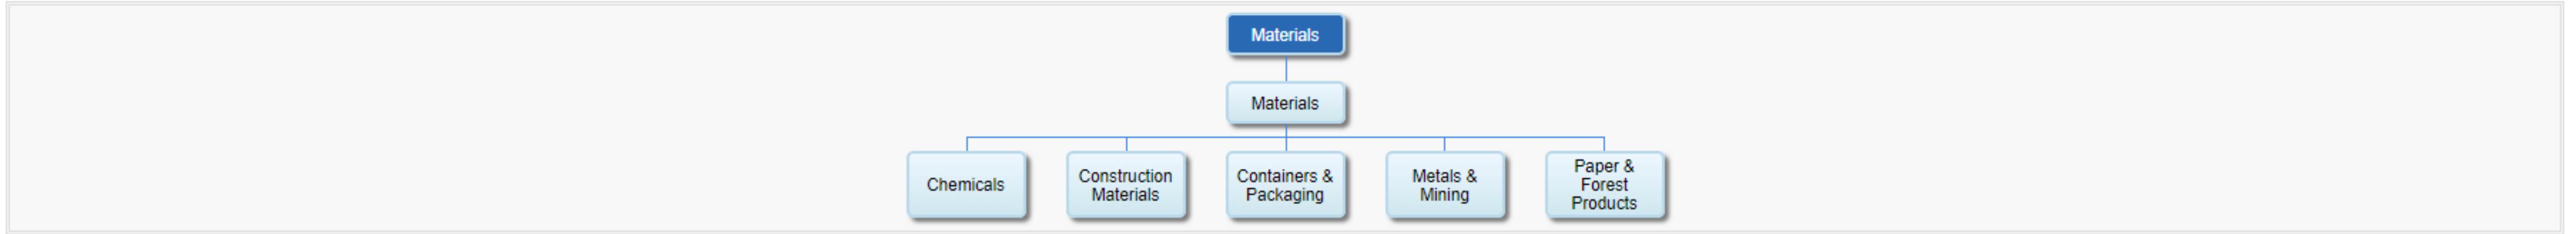 Materials
Materials
Chemicals
Construction
Materials
Containers &
Packaging
Metals &
Mining
Paper &
Forest
Products